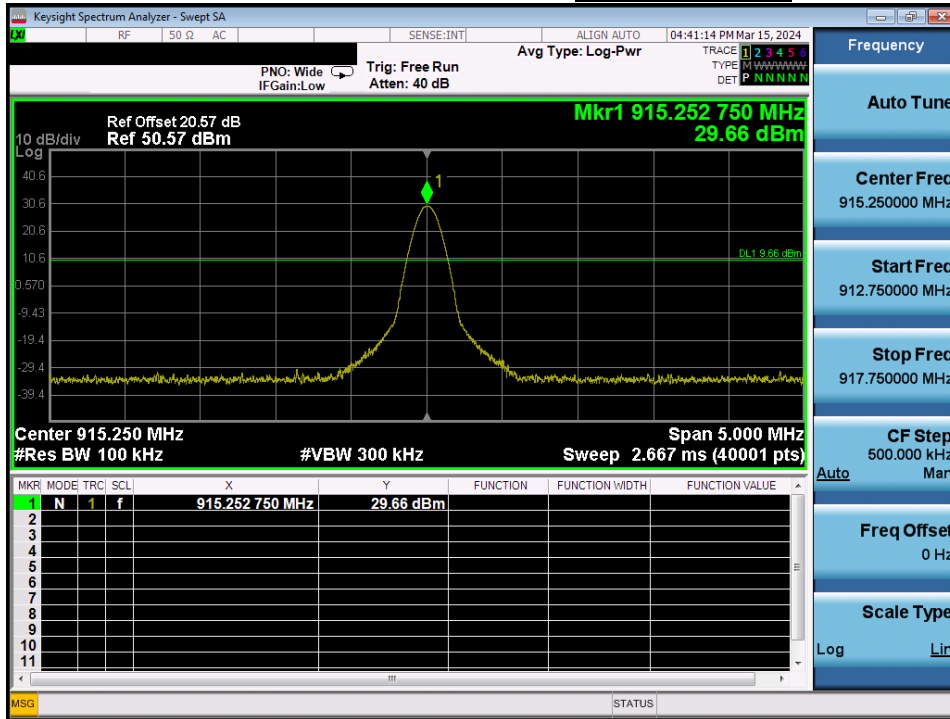 Keysight Spectrum Analyzer - Swept SA
LXI RF 50 Ω AC SENSE:INT ALIGN AUTO 04:41:14 PM Mar 15, 2024
Avg Type: Log-Pwr
TRACE 1 2 3 4 5 6
TYPE M WWWWW
DET P N N N N N
PNO: Wide
IFGain:Low
Trig: Free Run
Atten: 40 dB
Mkr1 915.252 750 MHz
29.66 dBm
Ref Offset 20.57 dB
10 dB/div Ref 50.57 dBm
Log
1
40.6
30.6
20.6
10.6
DL1 9.66 dBm
0.570
-9.43
-19.4
-29.4
-39.4
Center 915.250 MHz Span 5.000 MHz
#Res BW 100 kHz #VBW 300 kHz Sweep 2.667 ms (40001 pts)
MKR MODE TRC SCL X Y FUNCTION FUNCTION WIDTH FUNCTION VALUE
1 N 1 f 915.252 750 MHz 29.66 dBm
2
3
4
5
6
7
8
9
10
11
MSG STATUS
Frequency
Auto Tune
Center Freq
915.250000 MHz
Start Freq
912.750000 MHz
Stop Freq
917.750000 MHz
CF Step
500.000 kHz
Auto Man
Freq Offset
0 Hz
Scale Type
Log Lin